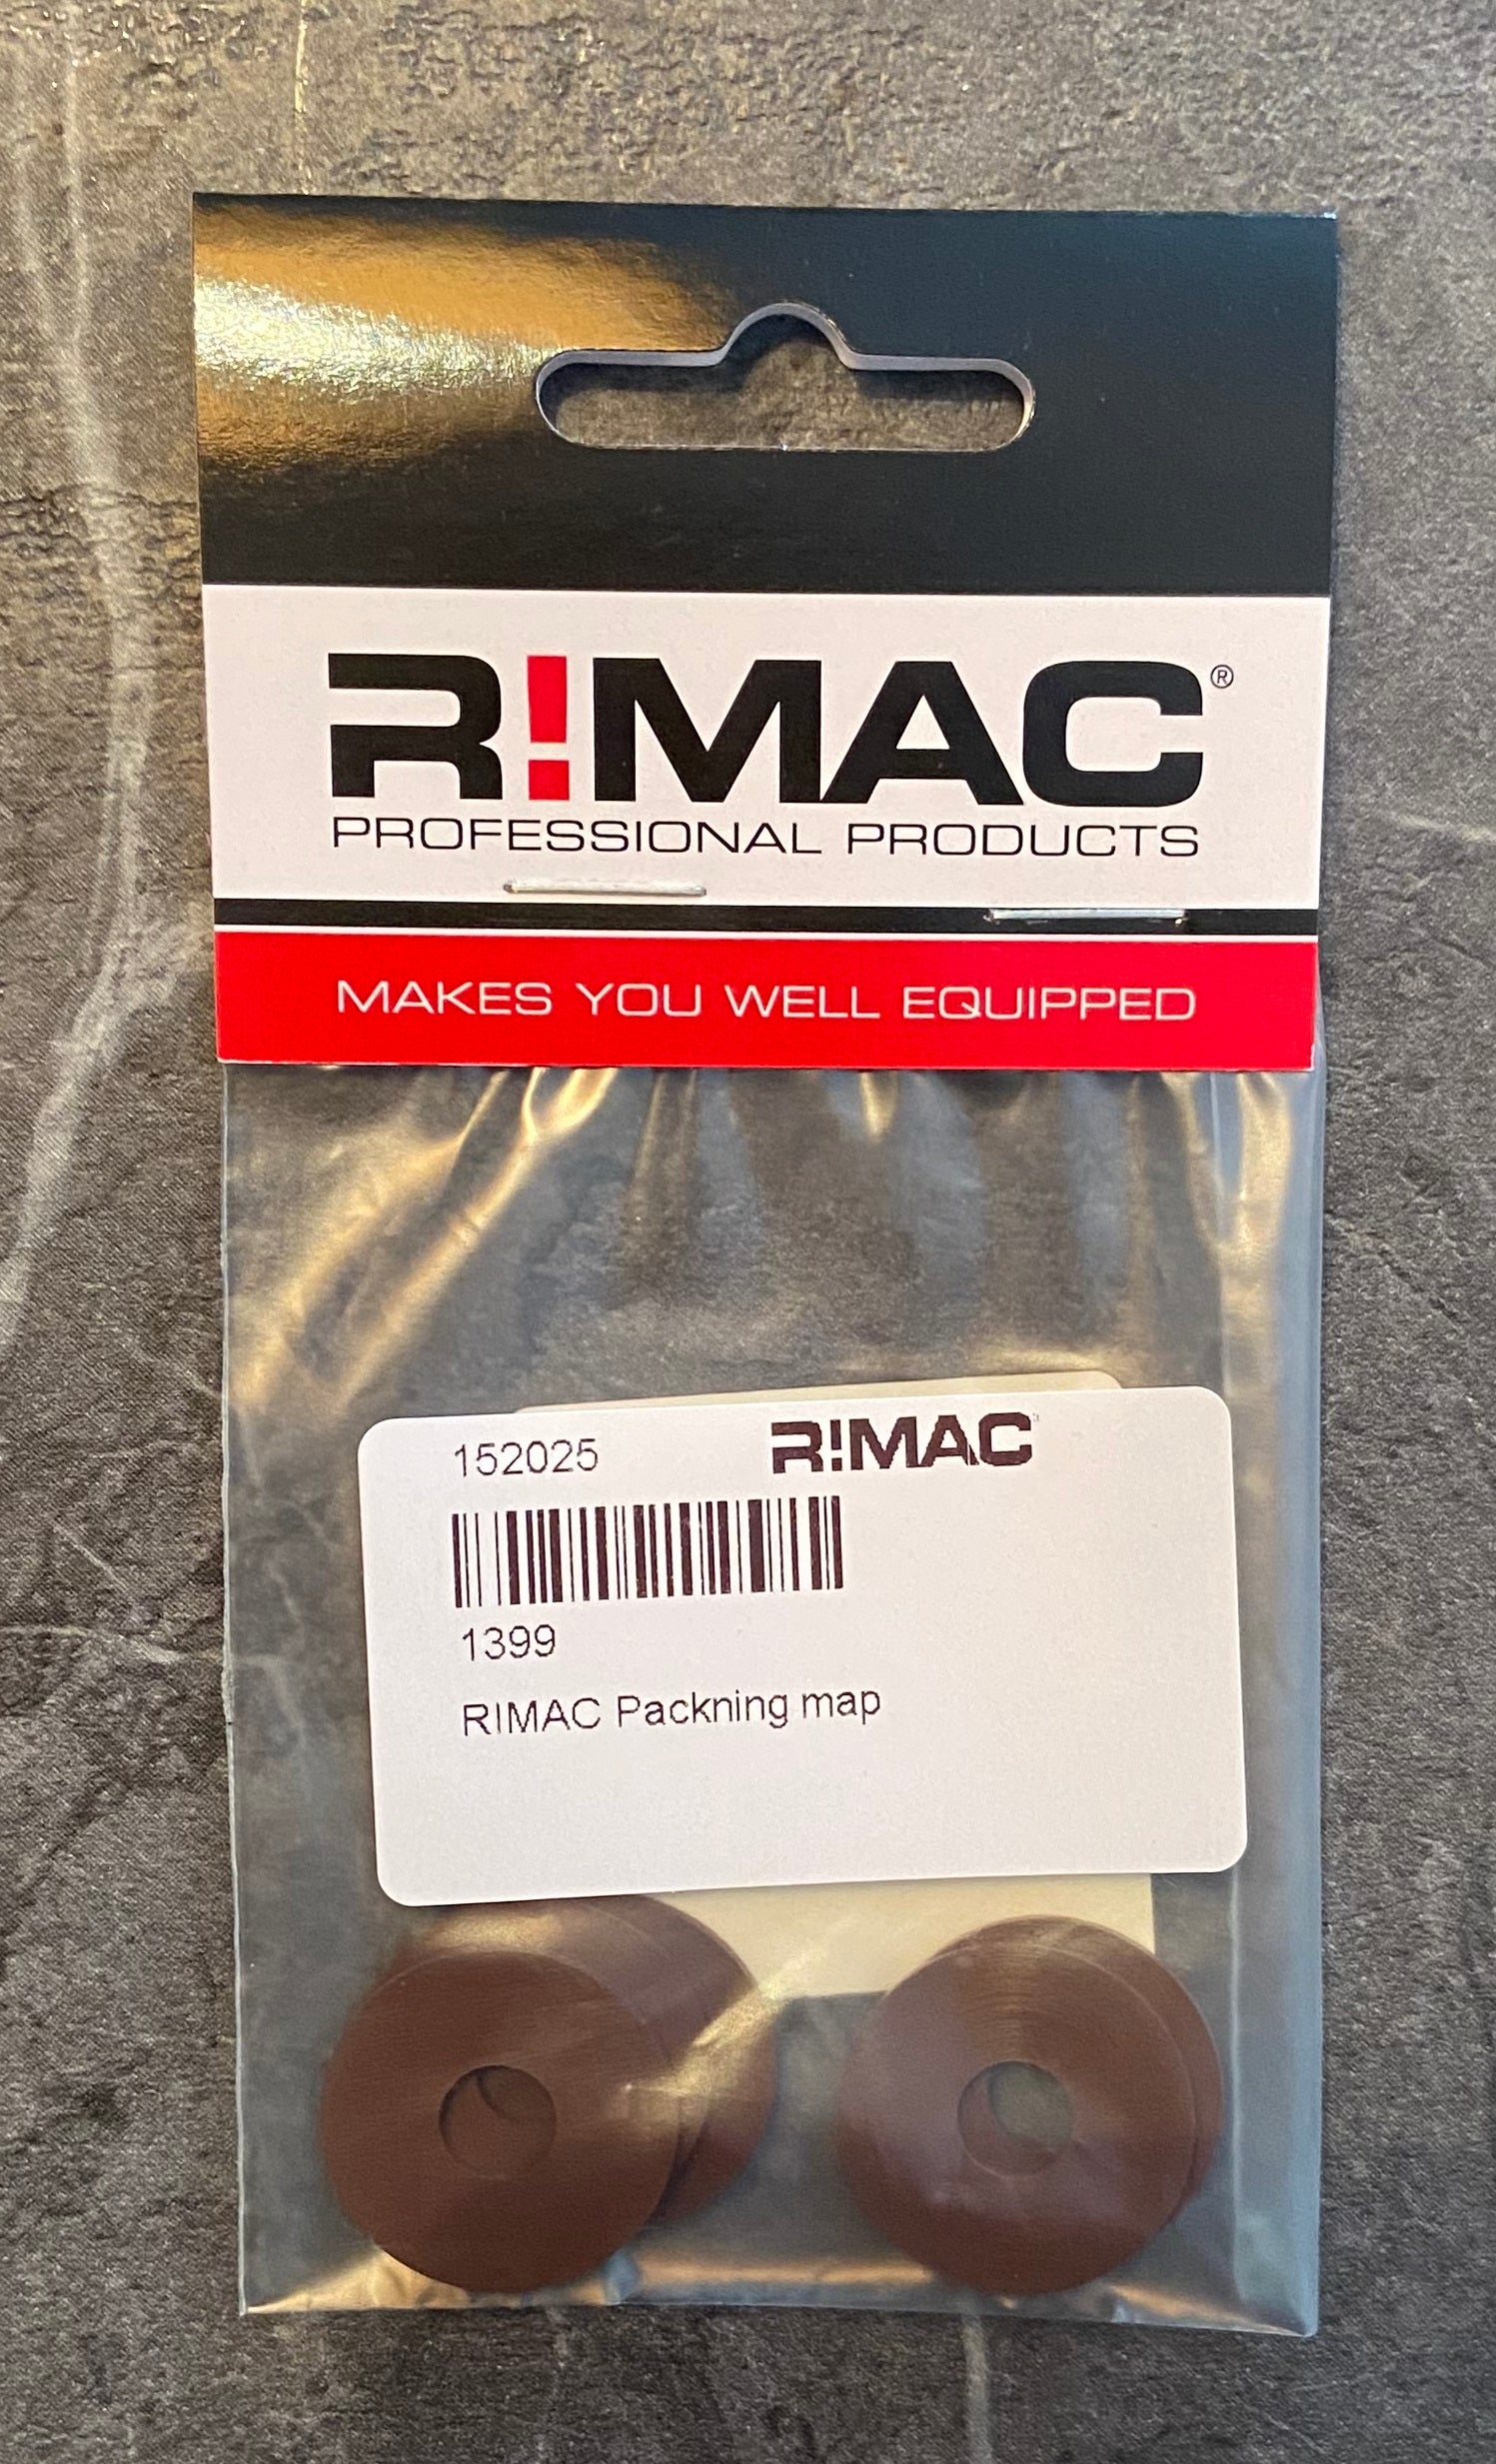 R!MAC®
PROFESSIONAL PRODUCTS
MAKES YOU WELL EQUIPPED
152025 R!MAC
1399
RIMAC Packning map